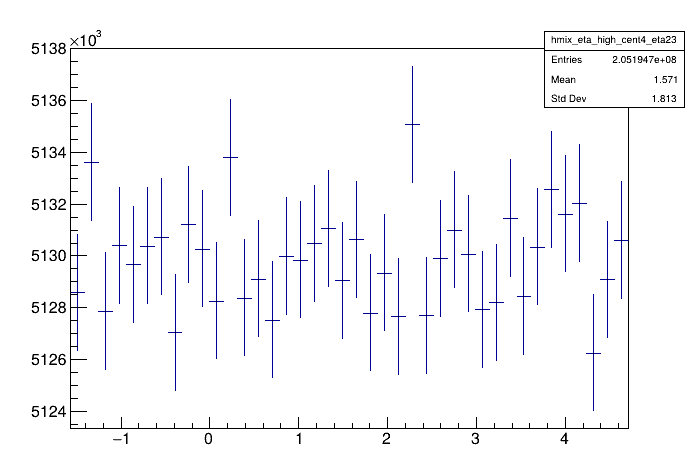 ×10³
hmix_eta_high_cent4_eta23
Entries 2.051947e+08
Mean 1.571
Std Dev 1.813
5138
5136
5134
5132
5130
5128
5126
5124
−1 0 1 2 3 4